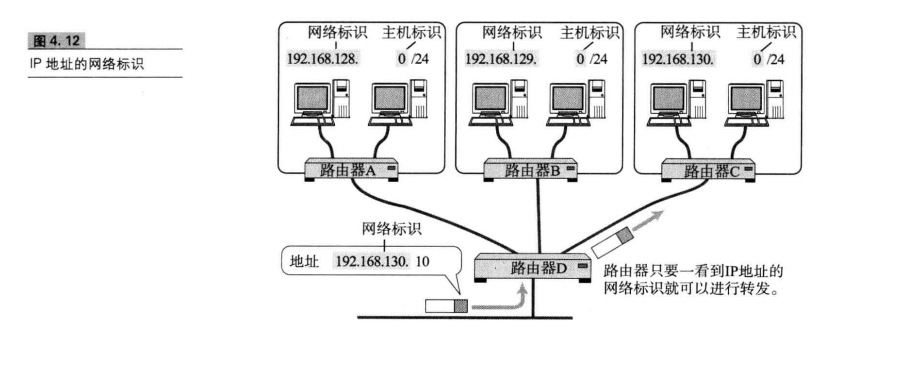 图4.12
IP 地址的网络标识
网络标识 主机标识
192.168.128. 0 /24
路由器A
网络标识 主机标识
192.168.129. 0 /24
路由器B
网络标识 主机标识
192.168.130. 0 /24
路由器C
网络标识
地址 192.168.130. 10
路由器D
路由器只要一看到IP地址的
网络标识就可以进行转发。